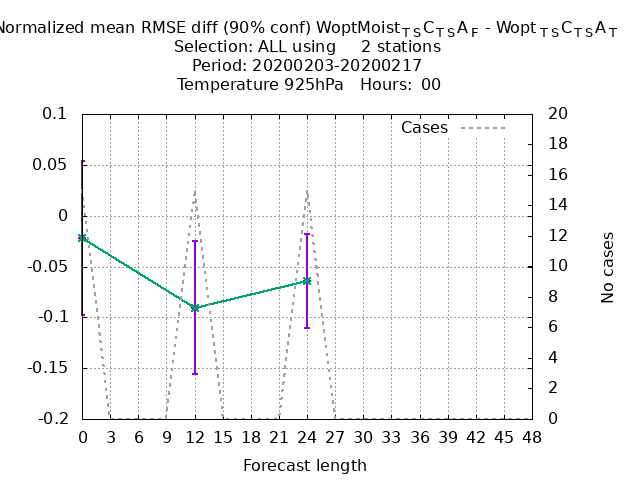 Normalized mean RMSE diff (90% conf) WoptMoist_TSC_TSA_F - Wopt_TSC_TSA_T
Selection: ALL using 2 stations
Period: 20200203-20200217
Temperature 925hPa Hours: 00
0.1
0.05
0
-0.05
-0.1
-0.15
-0.2
Cases
20
18
16
14
12
10
8
6
4
2
0
No cases
0 3 6 9 12 15 18 21 24 27 30 33 36 39 42 45 48
Forecast length